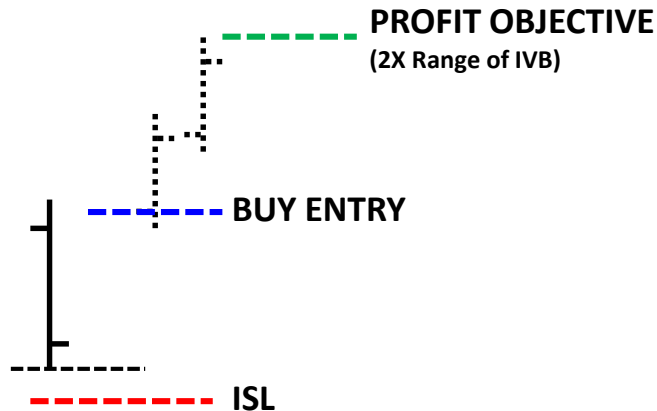 PROFIT OBJECTIVE
(2X Range of IVB)
BUY ENTRY
ISL